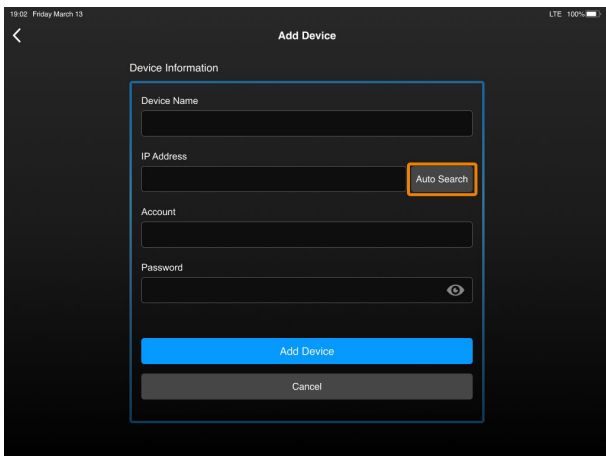 19:02 Friday March 13 LTE 100%
Add Device
Device Information
Device Name
IP Address
Auto Search
Account
Password
Add Device
Cancel